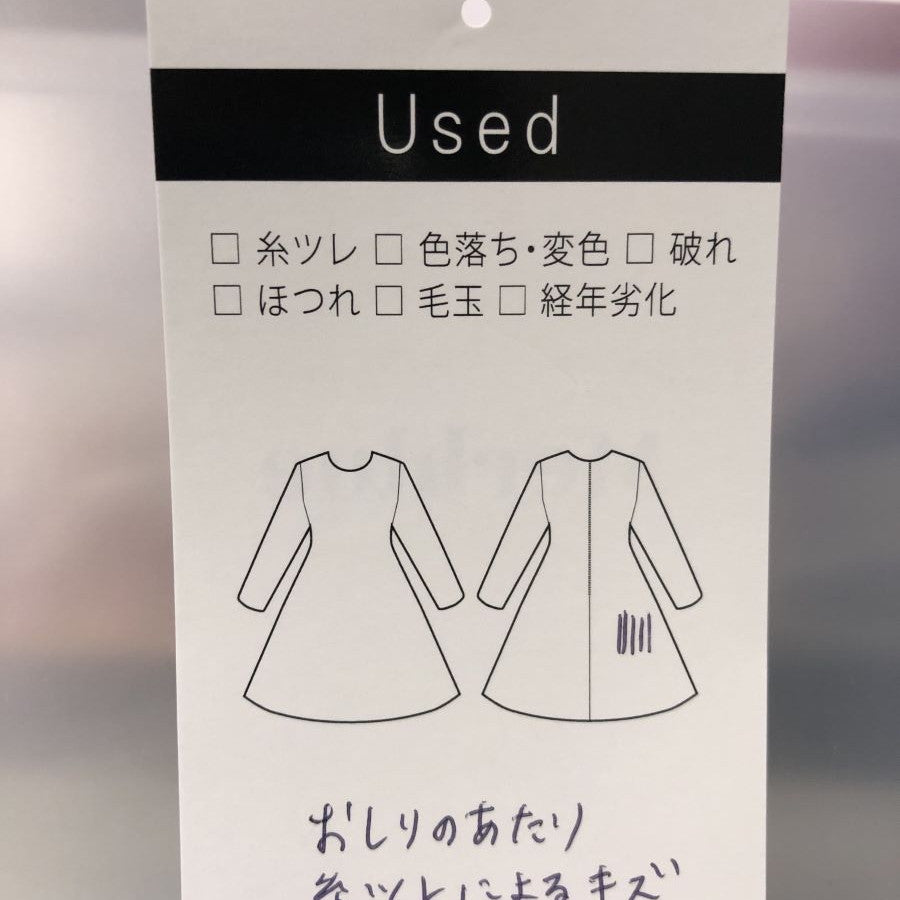 Used
□ 糸ツレ □ 色落ち・変色 □ 破れ
□ ほつれ □ 毛玉 □ 経年劣化
おしりのあたり
糸ツレによるキズ